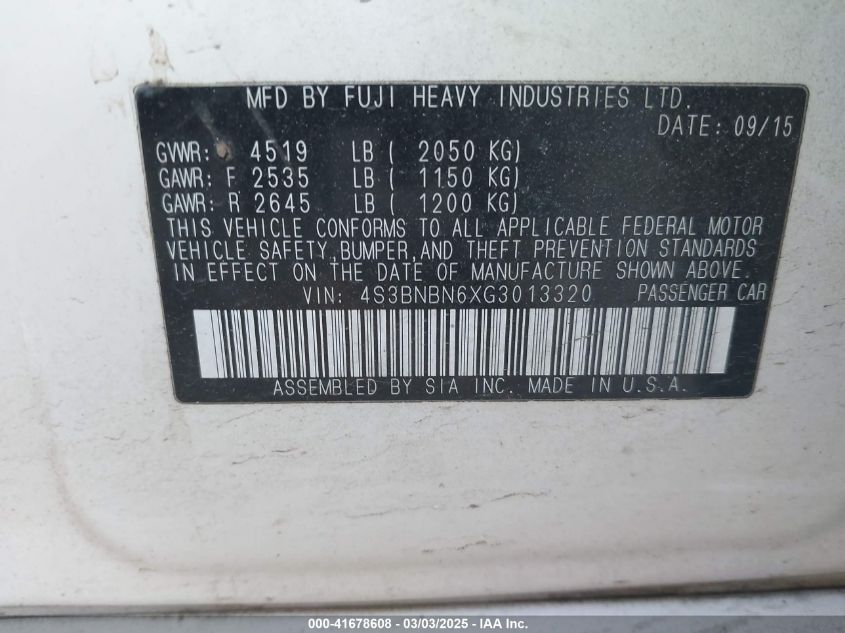 MFD BY FUJI HEAVY INDUSTRIES LTD.
DATE: 09/15
GVWR: 4519 LB ( 2050 KG)
GAWR: F 2535 LB ( 1150 KG)
GAWR: R 2645 LB ( 1200 KG)
THIS VEHICLE CONFORMS TO ALL APPLICABLE FEDERAL MOTOR
VEHICLE SAFETY, BUMPER, AND THEFT PREVENTION STANDARDS
IN EFFECT ON THE DATE OF MANUFACTURE SHOWN ABOVE.
VIN: 4S3BNBN6XG3013320 PASSENGER CAR
ASSEMBLED BY SIA INC. MADE IN U.S.A.
000-41678608 - 03/03/2025 - IAA Inc.